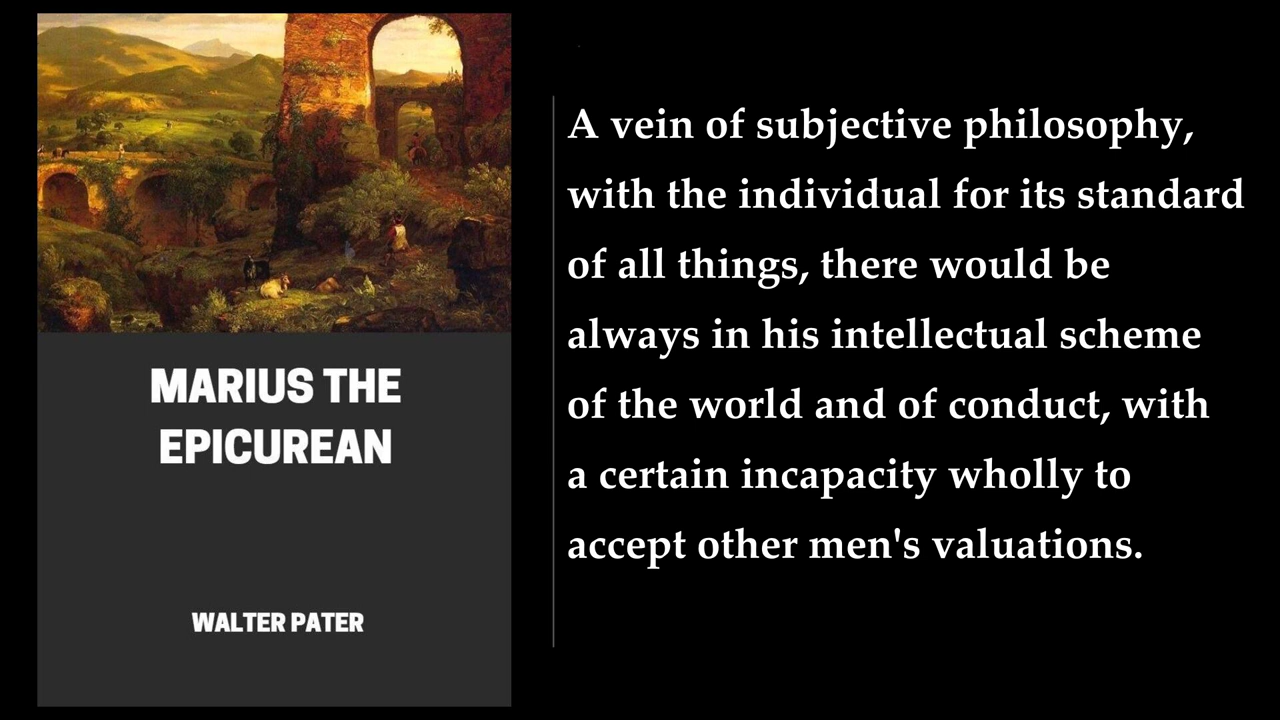 MARIUS THE
EPICUREAN
WALTER PATER
A vein of subjective philosophy,
with the individual for its standard
of all things, there would be
always in his intellectual scheme
of the world and of conduct, with
a certain incapacity wholly to
accept other men's valuations.